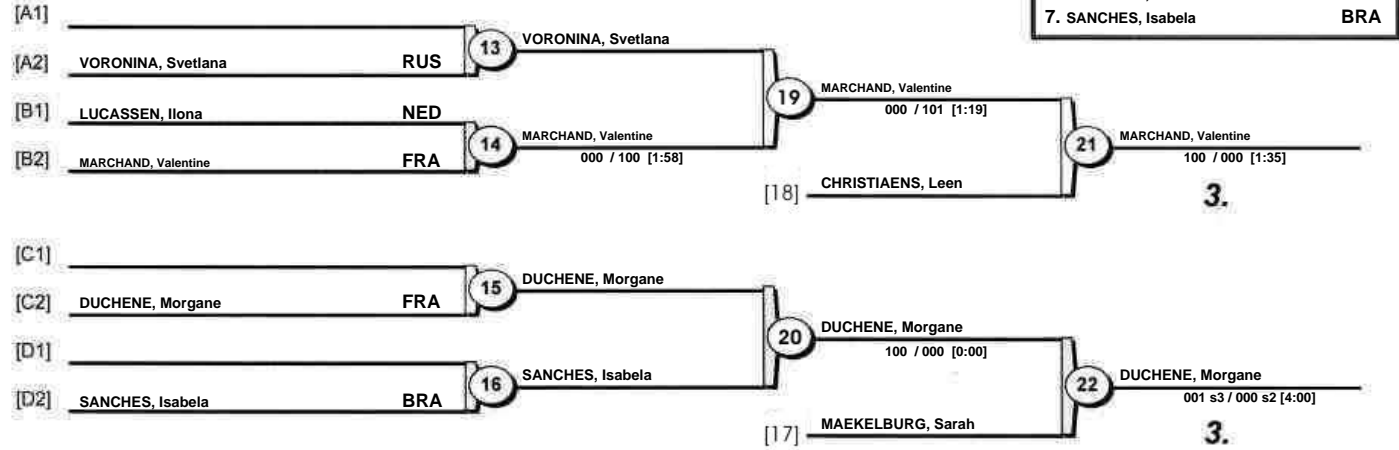 7. SANCHES, Isabela BRA
[A1]
[A2] VORONINA, Svetlana RUS
13 VORONINA, Svetlana
[B1] LUCASSEN, Ilona NED
[B2] MARCHAND, Valentine FRA
14 MARCHAND, Valentine
000 / 100 [1:58]
19 MARCHAND, Valentine
000 / 101 [1:19]
[18] CHRISTIAENS, Leen
21 MARCHAND, Valentine
100 / 000 [1:35]
3.
[C1]
[C2] DUCHENE, Morgane FRA
15 DUCHENE, Morgane
[D1]
[D2] SANCHES, Isabela BRA
16 SANCHES, Isabela
20 DUCHENE, Morgane
100 / 000 [0:00]
[17] MAEKELBURG, Sarah
22 DUCHENE, Morgane
001 s3 / 000 s2 [4:00]
3.